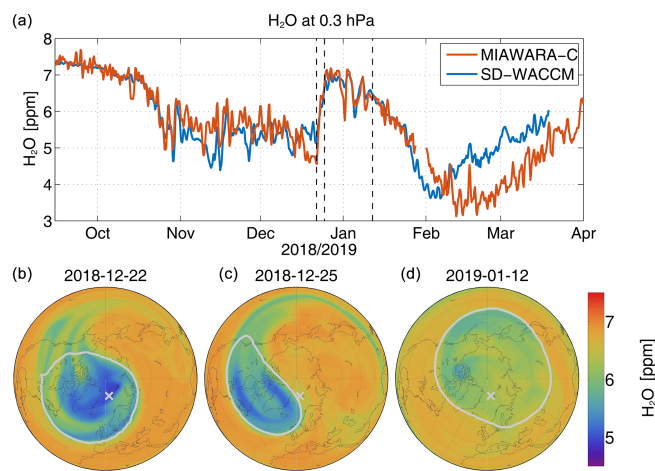 (a)
H₂O at 0.3 hPa
8
7
6
5
4
3
H₂O [ppm]
MIAWARA−C
SD−WACCM
Oct Nov Dec Jan Feb Mar Apr
2018/2019
(b) 2018-12-22 (c) 2018-12-25 (d) 2019-01-12
7
6
5
H₂O [ppm]